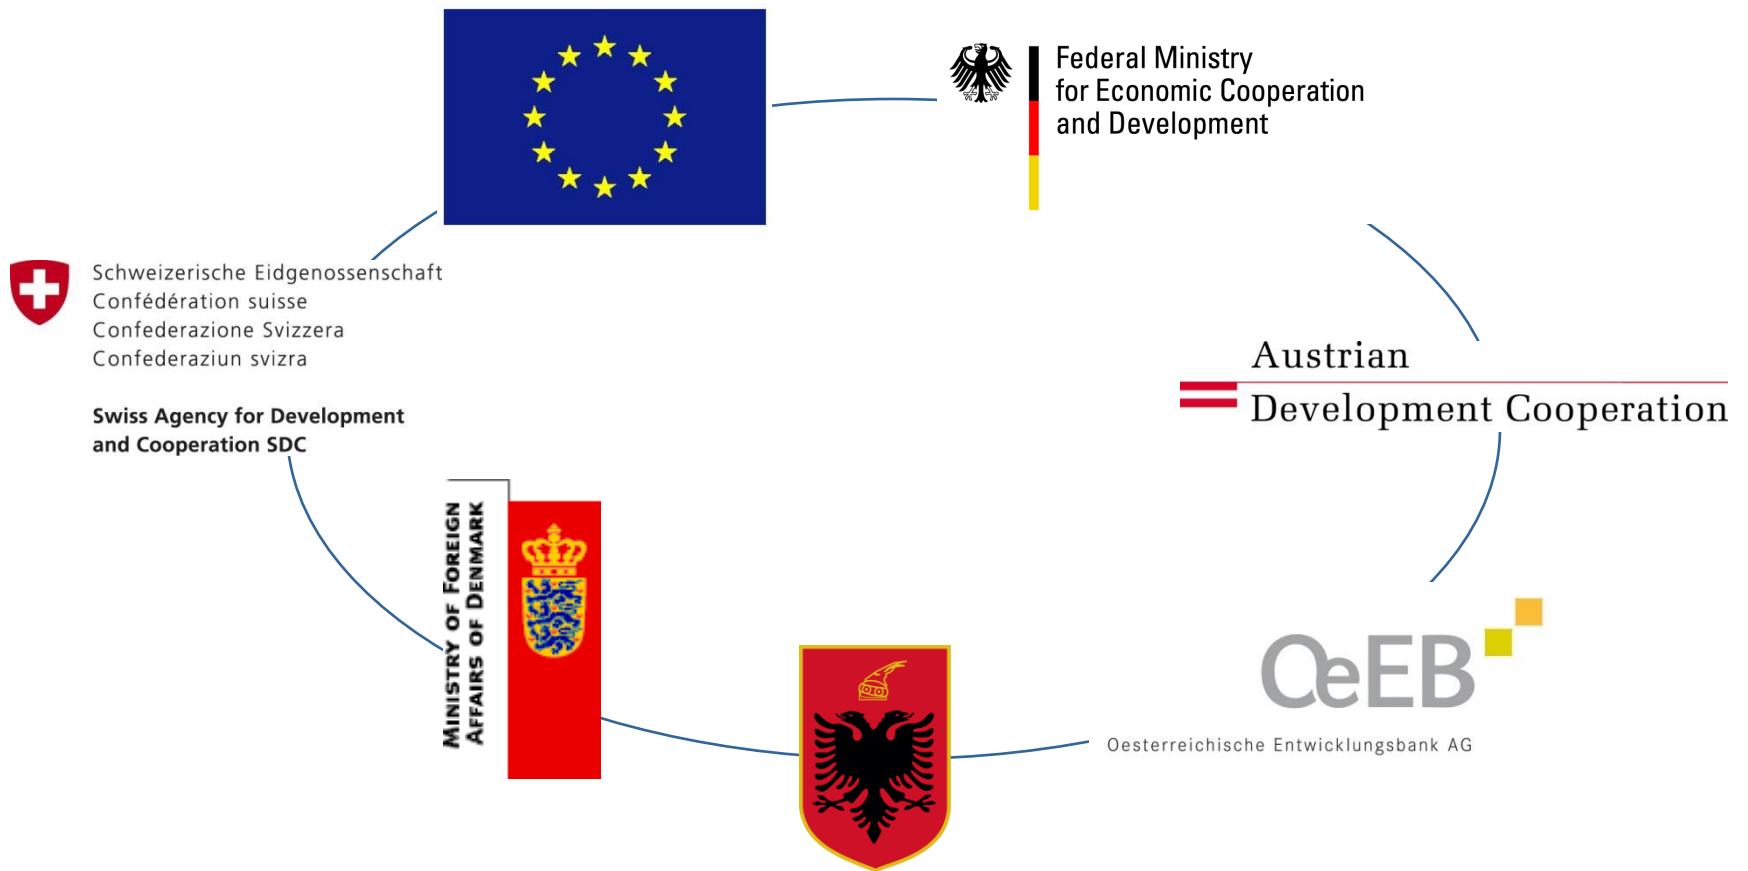 Federal Ministry
for Economic Cooperation
and Development
Schweizerische Eidgenossenschaft
Confédération suisse
Confederazione Svizzera
Confederaziun svizra
Swiss Agency for Development
and Cooperation SDC
Austrian
Development Cooperation
MINISTRY OF FOREIGN
AFFAIRS OF DENMARK
OeEB
Oesterreichische Entwicklungsbank AG